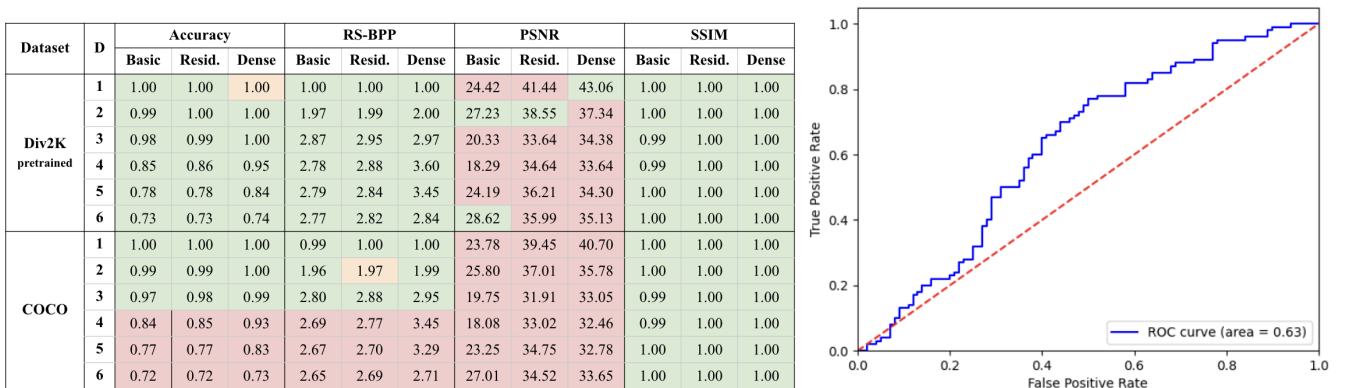 Dataset D Accuracy RS-BPP PSNR SSIM
Basic Resid. Dense Basic Resid. Dense Basic Resid. Dense Basic Resid. Dense
Div2K
pretrained
1 1.00 1.00 1.00 1.00 1.00 1.00 24.42 41.44 43.06 1.00 1.00 1.00
2 0.99 1.00 1.00 1.97 1.99 2.00 27.23 38.55 37.34 1.00 1.00 1.00
3 0.98 0.99 1.00 2.87 2.95 2.97 20.33 33.64 34.38 0.99 1.00 1.00
4 0.85 0.86 0.95 2.78 2.88 3.60 18.29 34.64 33.64 0.99 1.00 1.00
5 0.78 0.78 0.84 2.79 2.84 3.45 24.19 36.21 34.30 1.00 1.00 1.00
6 0.73 0.73 0.74 2.77 2.82 2.84 28.62 35.99 35.13 1.00 1.00 1.00
COCO
1 1.00 1.00 1.00 0.99 1.00 1.00 23.78 39.45 40.70 1.00 1.00 1.00
2 0.99 0.99 1.00 1.96 1.97 1.99 25.80 37.01 35.78 1.00 1.00 1.00
3 0.97 0.98 0.99 2.80 2.88 2.95 19.75 31.91 33.05 0.99 1.00 1.00
4 0.84 0.85 0.93 2.69 2.77 3.45 18.08 33.02 32.46 0.99 1.00 1.00
5 0.77 0.77 0.83 2.67 2.70 3.29 23.25 34.75 32.78 1.00 1.00 1.00
6 0.72 0.72 0.73 2.65 2.69 2.71 27.01 34.52 33.65 1.00 1.00 1.00
True Positive Rate
1.0
0.8
0.6
0.4
0.2
0.0
ROC curve (area = 0.63)
0.0 0.2 0.4 0.6 0.8 1.0
False Positive Rate